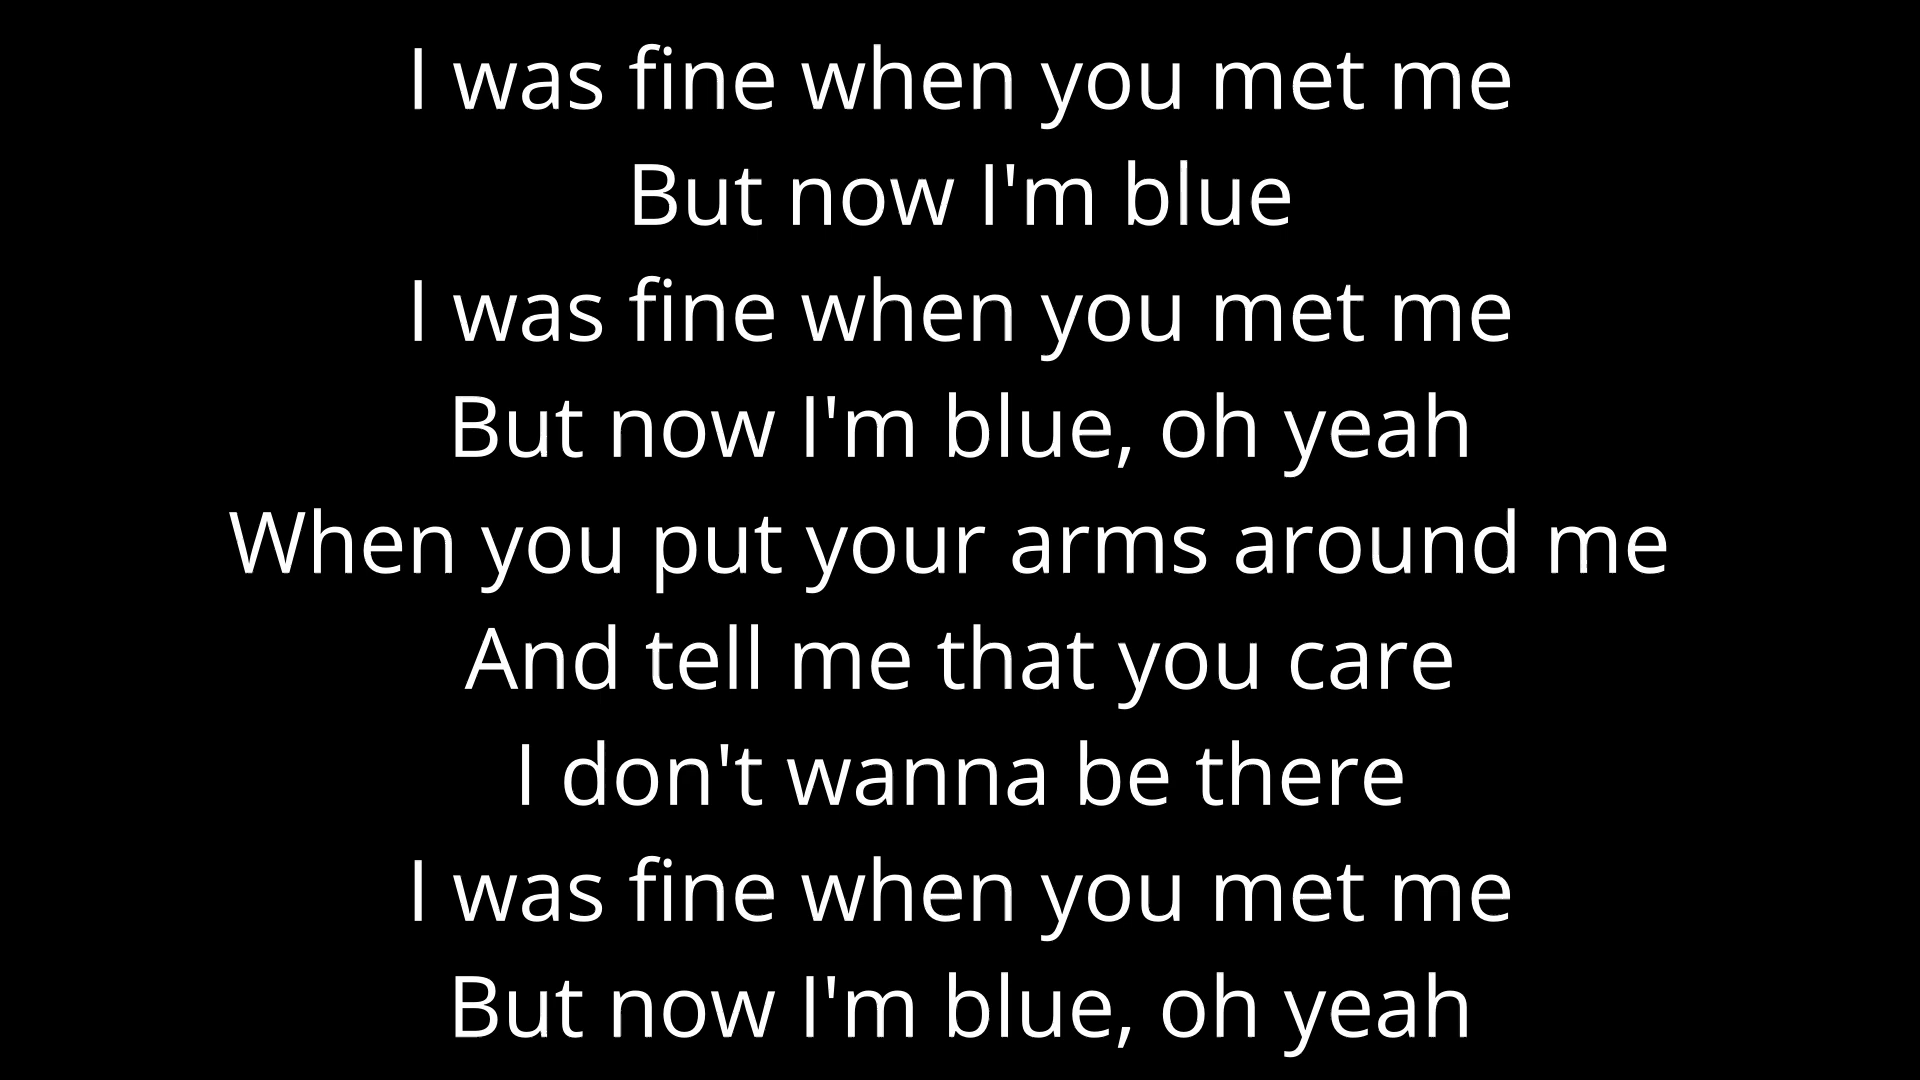 I was fine when you met me
But now I'm blue
I was fine when you met me
But now I'm blue, oh yeah
When you put your arms around me
And tell me that you care
I don't wanna be there
I was fine when you met me
But now I'm blue, oh yeah